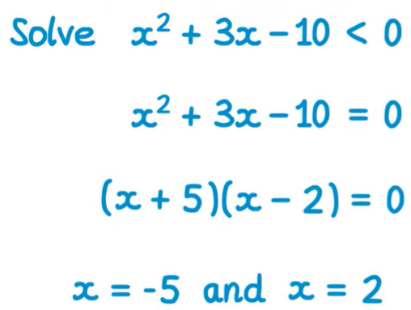 Solve x² + 3x − 10 < 0
x² + 3x − 10 = 0
(x + 5)(x − 2) = 0
x = -5 and x = 2